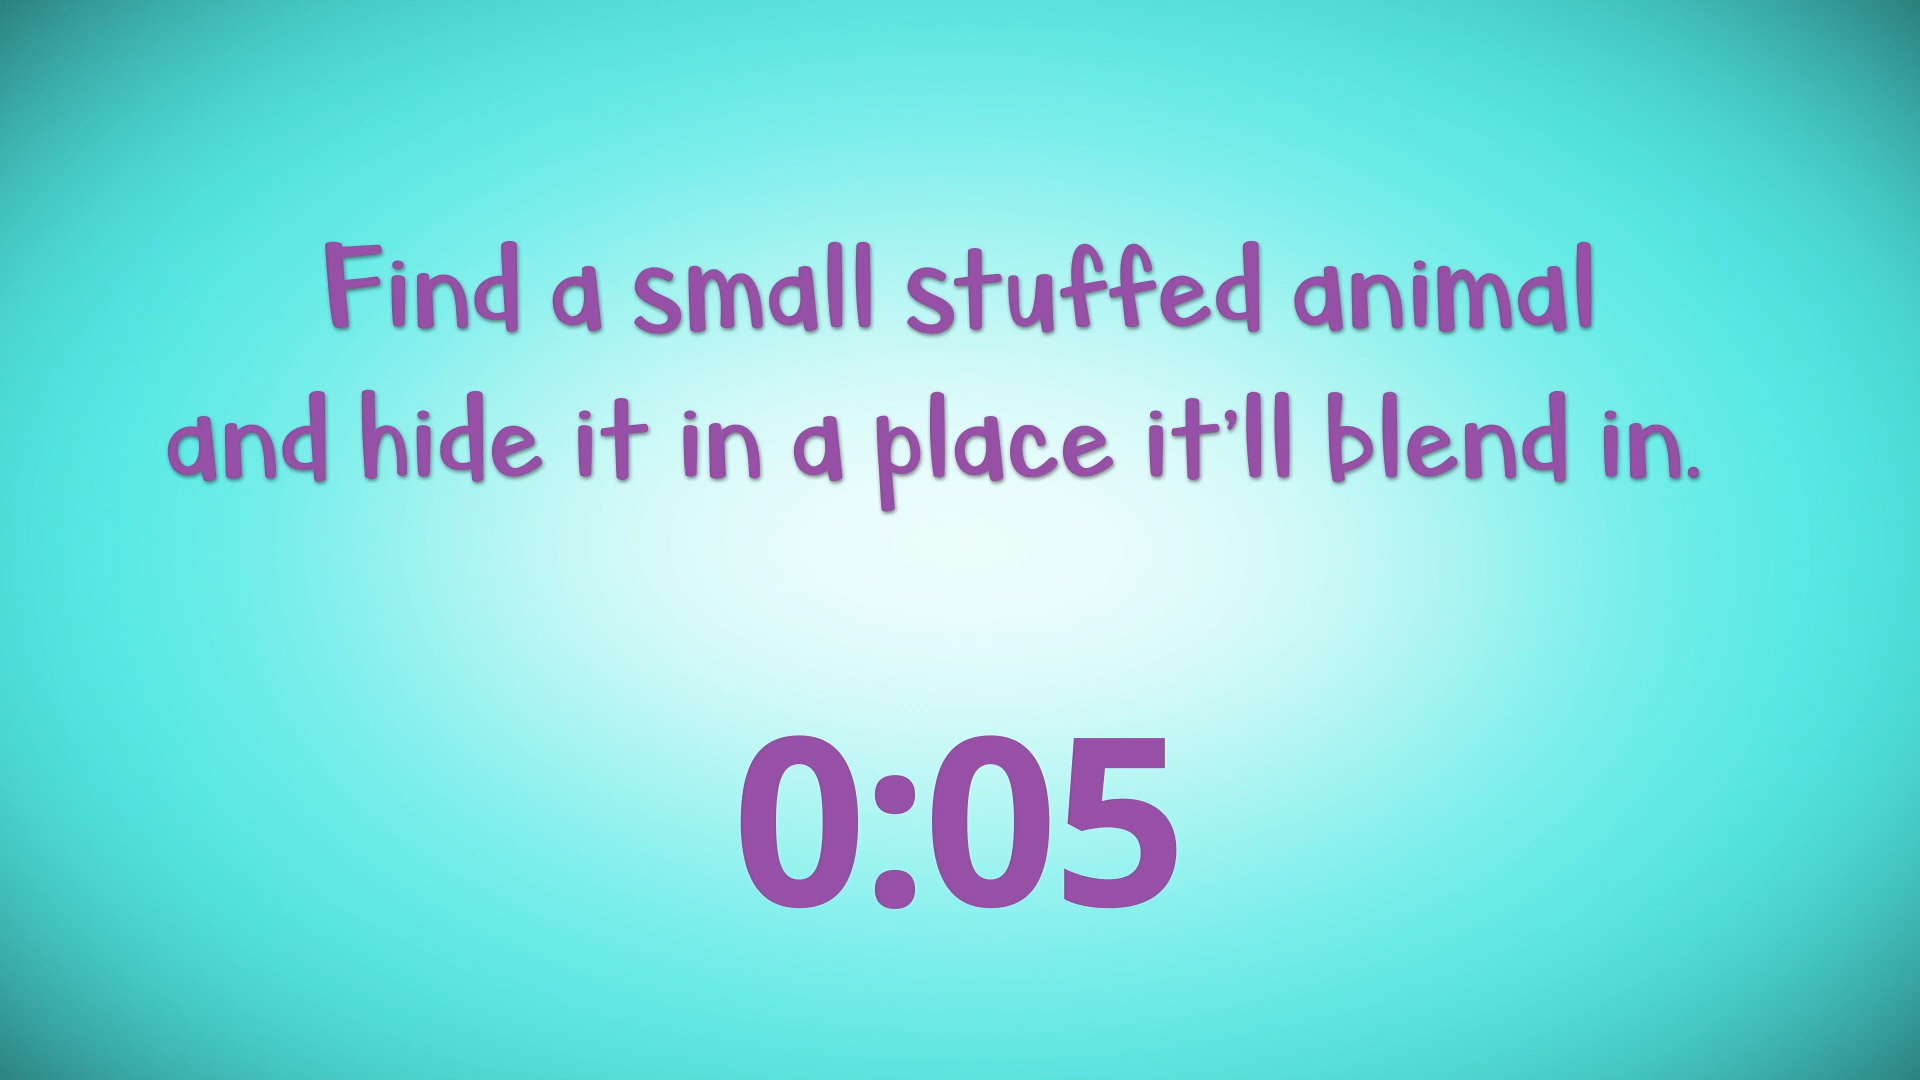 Find a small stuffed animal
and hide it in a place it’ll blend in.
0:05